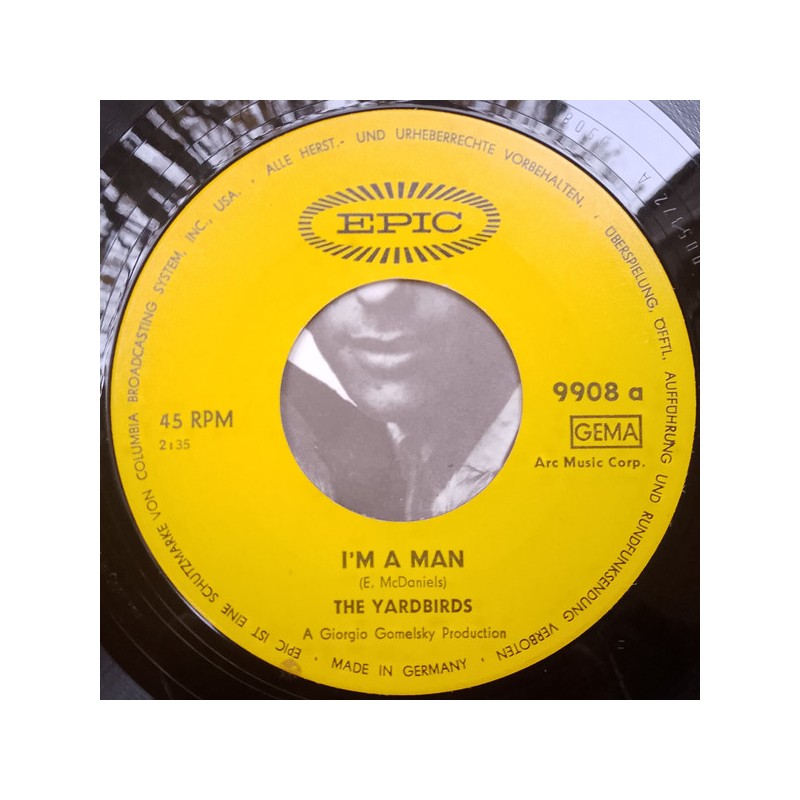 EPIC IST EINE SCHUTZMARKE VON COLUMBIA BROADCASTING SYSTEM, INC., USA. · ALLE HERST.- UND URHEBERRECHTE VORBEHALTEN. · ÜBERSPIELUNG, ÖFFTL. AUFFÜHRUNG UND RUNDFUNKSENDUNG VERBOTEN · MADE IN GERMANY ·
EPIC
45 RPM
2:35
9908 a
GEMA
Arc Music Corp.
I'M A MAN
(E. McDaniels)
THE YARDBIRDS
A Giorgio Gomelsky Production